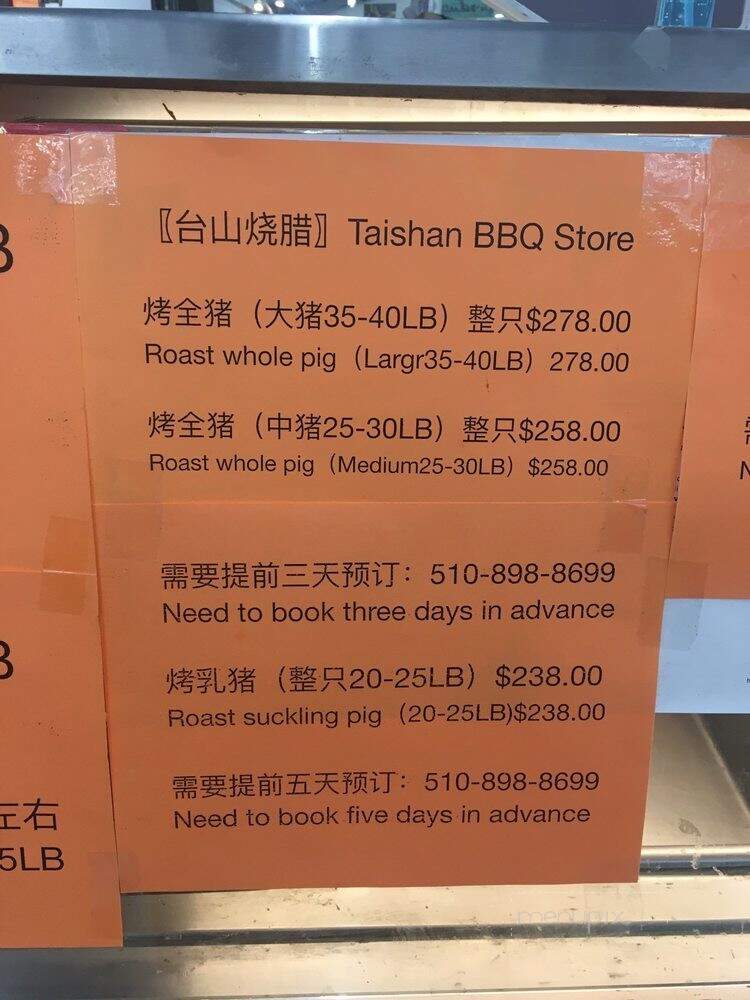 〖台山烧腊〗Taishan BBQ Store
烤全猪（大猪35-40LB）整只$278.00
Roast whole pig（Largr35-40LB）278.00
烤全猪（中猪25-30LB）整只$258.00
Roast whole pig（Medium25-30LB）$258.00
需要提前三天预订：510-898-8699
Need to book three days in advance
烤乳猪（整只20-25LB）$238.00
Roast suckling pig（20-25LB)$238.00
需要提前五天预订：510-898-8699
Need to book five days in advance
左右
5LB
menupix